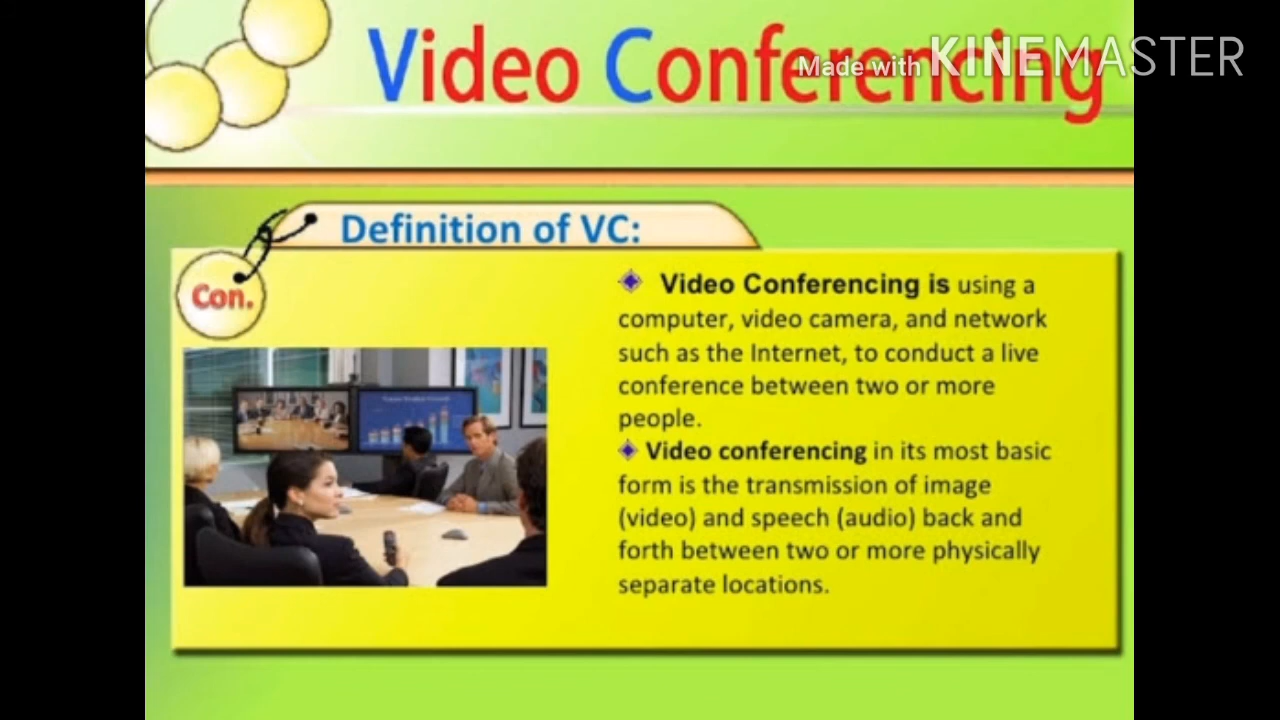 Video Conferencing
Made with KINEMASTER
Definition of VC:
Con.
Video Conferencing is using a
computer, video camera, and network
such as the Internet, to conduct a live
conference between two or more
people.
Video conferencing in its most basic
form is the transmission of image
(video) and speech (audio) back and
forth between two or more physically
separate locations.